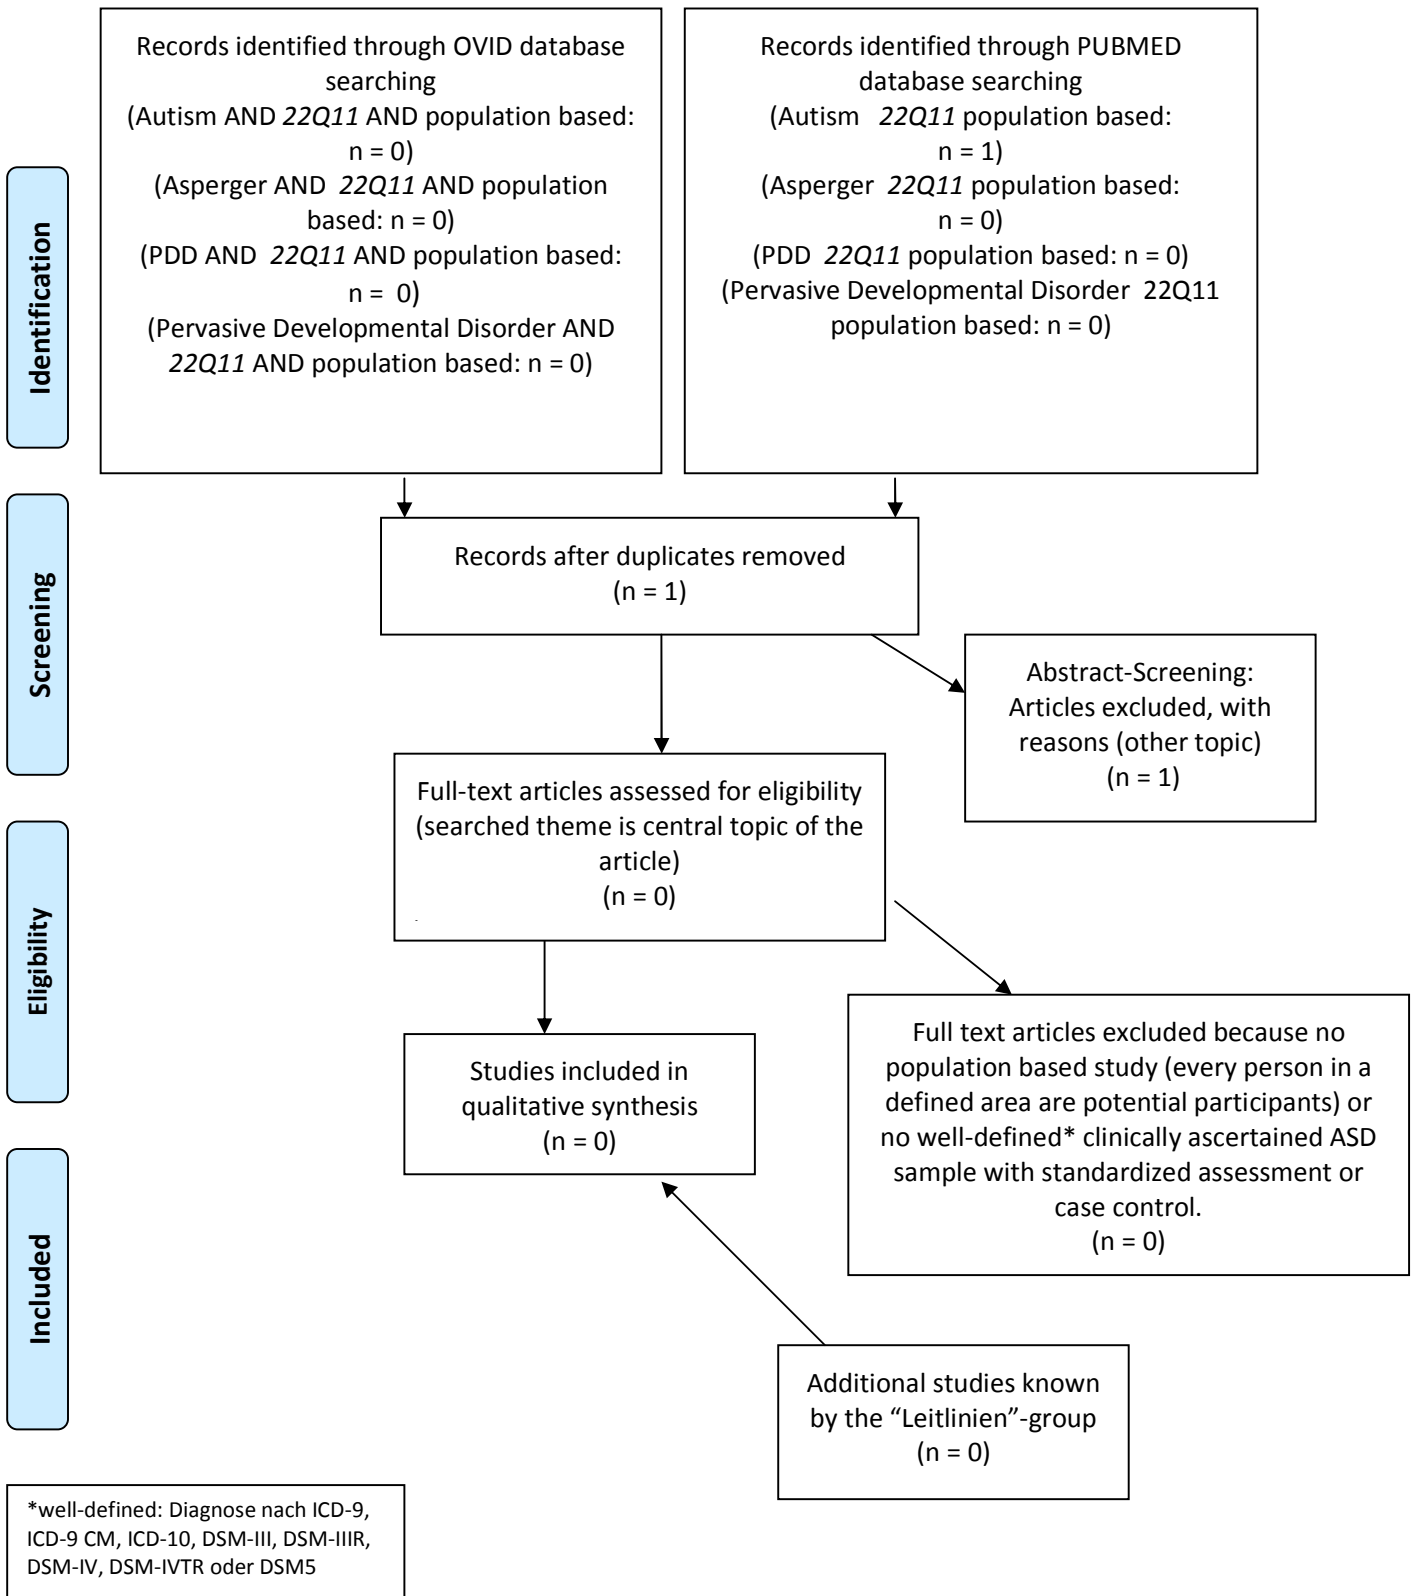 Records identified through OVID database
searching
(Autism AND 22Q11 AND population based:
n = 0)
(Asperger AND 22Q11 AND population
based: n = 0)
(PDD AND 22Q11 AND population based:
n = 0)
(Pervasive Developmental Disorder AND
22Q11 AND population based: n = 0)
Records identified through PUBMED
database searching
(Autism 22Q11 population based:
n = 1)
(Asperger 22Q11 population based:
n = 0)
(PDD 22Q11 population based: n = 0)
(Pervasive Developmental Disorder 22Q11
population based: n = 0)
Identification
Records after duplicates removed
(n = 1)
Screening
Abstract-Screening:
Articles excluded, with
reasons (other topic)
(n = 1)
Full-text articles assessed for eligibility
(searched theme is central topic of the
article)
(n = 0)
Eligibility
Full text articles excluded because no
population based study (every person in a
defined area are potential participants) or
no well-defined* clinically ascertained ASD
sample with standardized assessment or
case control.
(n = 0)
Studies included in
qualitative synthesis
(n = 0)
Included
Additional studies known
by the “Leitlinien”-group
(n = 0)
*well-defined: Diagnose nach ICD-9,
ICD-9 CM, ICD-10, DSM-III, DSM-IIIR,
DSM-IV, DSM-IVTR oder DSM5